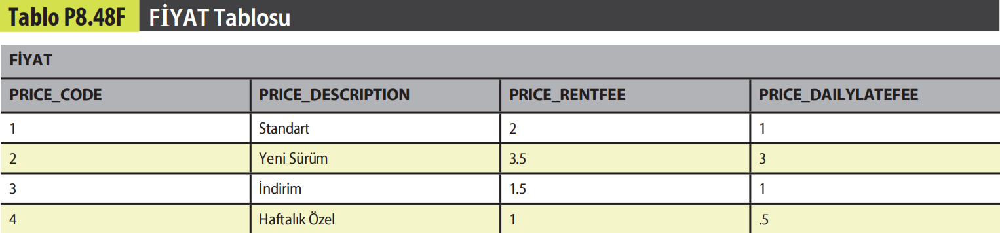 Tablo P8.48F FİYAT Tablosu
FİYAT
PRICE_CODE PRICE_DESCRIPTION PRICE_RENTFEE PRICE_DAILYLATEFEE
1 Standart 2 1
2 Yeni Sürüm 3.5 3
3 İndirim 1.5 1
4 Haftalık Özel 1 .5